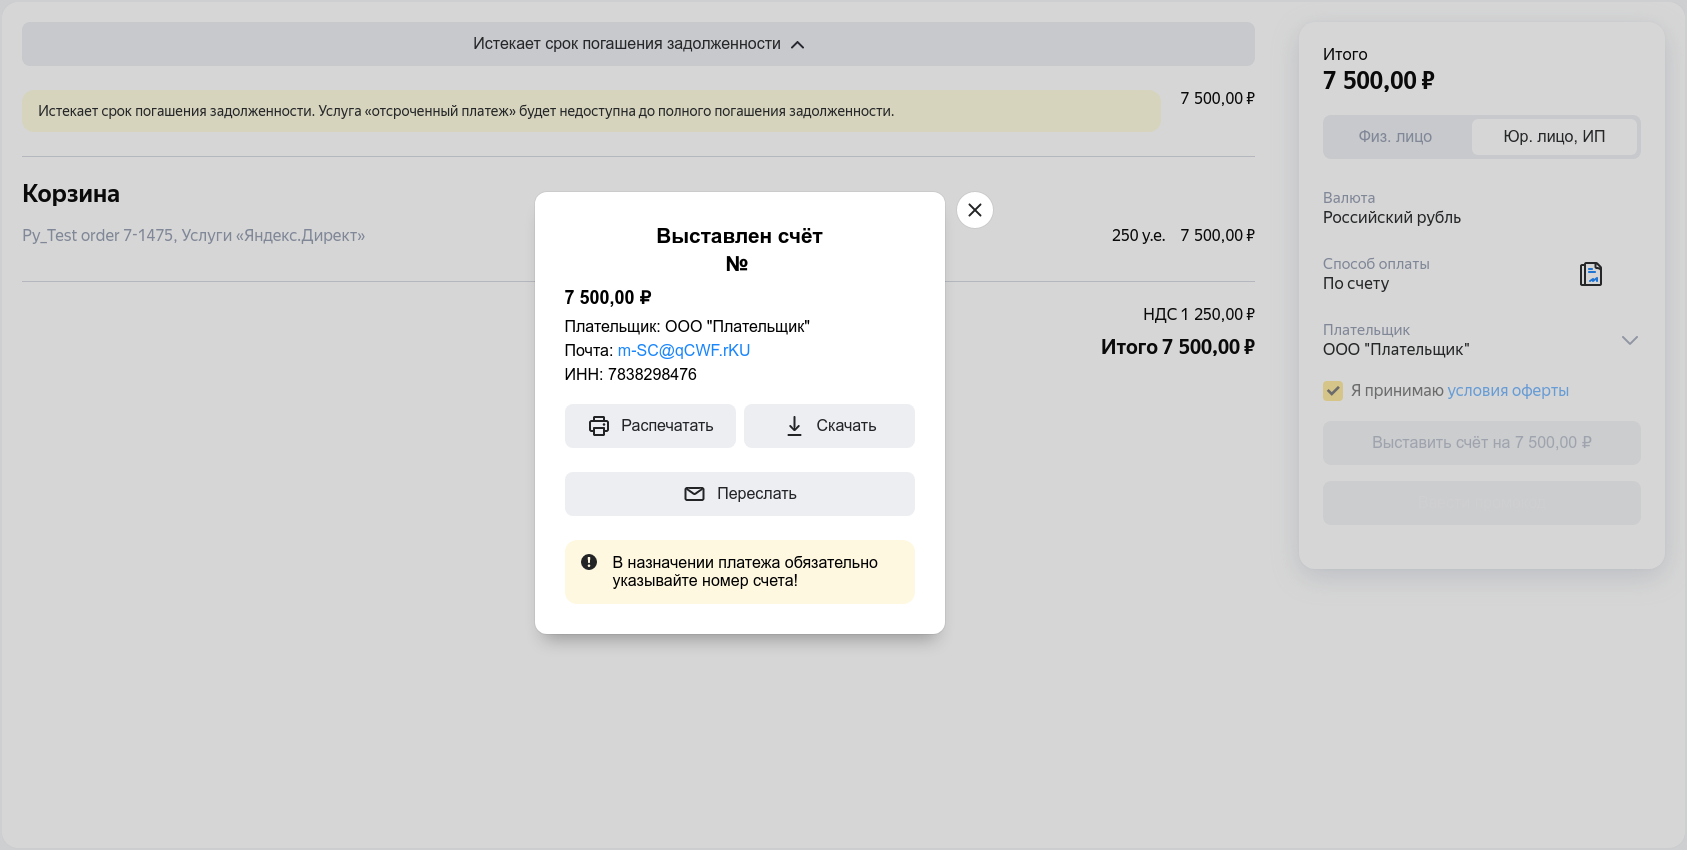 Истекает срок погашения задолженности
Истекает срок погашения задолженности. Услуга «отсроченный платеж» будет недоступна до полного погашения задолженности.
7 500,00 ₽
Корзина
Py_Test order 7-1475, Услуги «Яндекс.Директ»
250 у.е. 7 500,00 ₽
НДС 1 250,00 ₽
Итого 7 500,00 ₽
Выставлен счёт
№
7 500,00 ₽
Плательщик: ООО "Плательщик"
Почта: m-SC@qCWF.rKU
ИНН: 7838298476
Распечатать
Скачать
Переслать
В назначении платежа обязательно
указывайте номер счета!
Итого
7 500,00 ₽
Физ. лицо
Юр. лицо, ИП
Валюта
Российский рубль
Способ оплаты
По счету
Плательщик
ООО "Плательщик"
Я принимаю условия оферты
Выставить счёт на 7 500,00 ₽